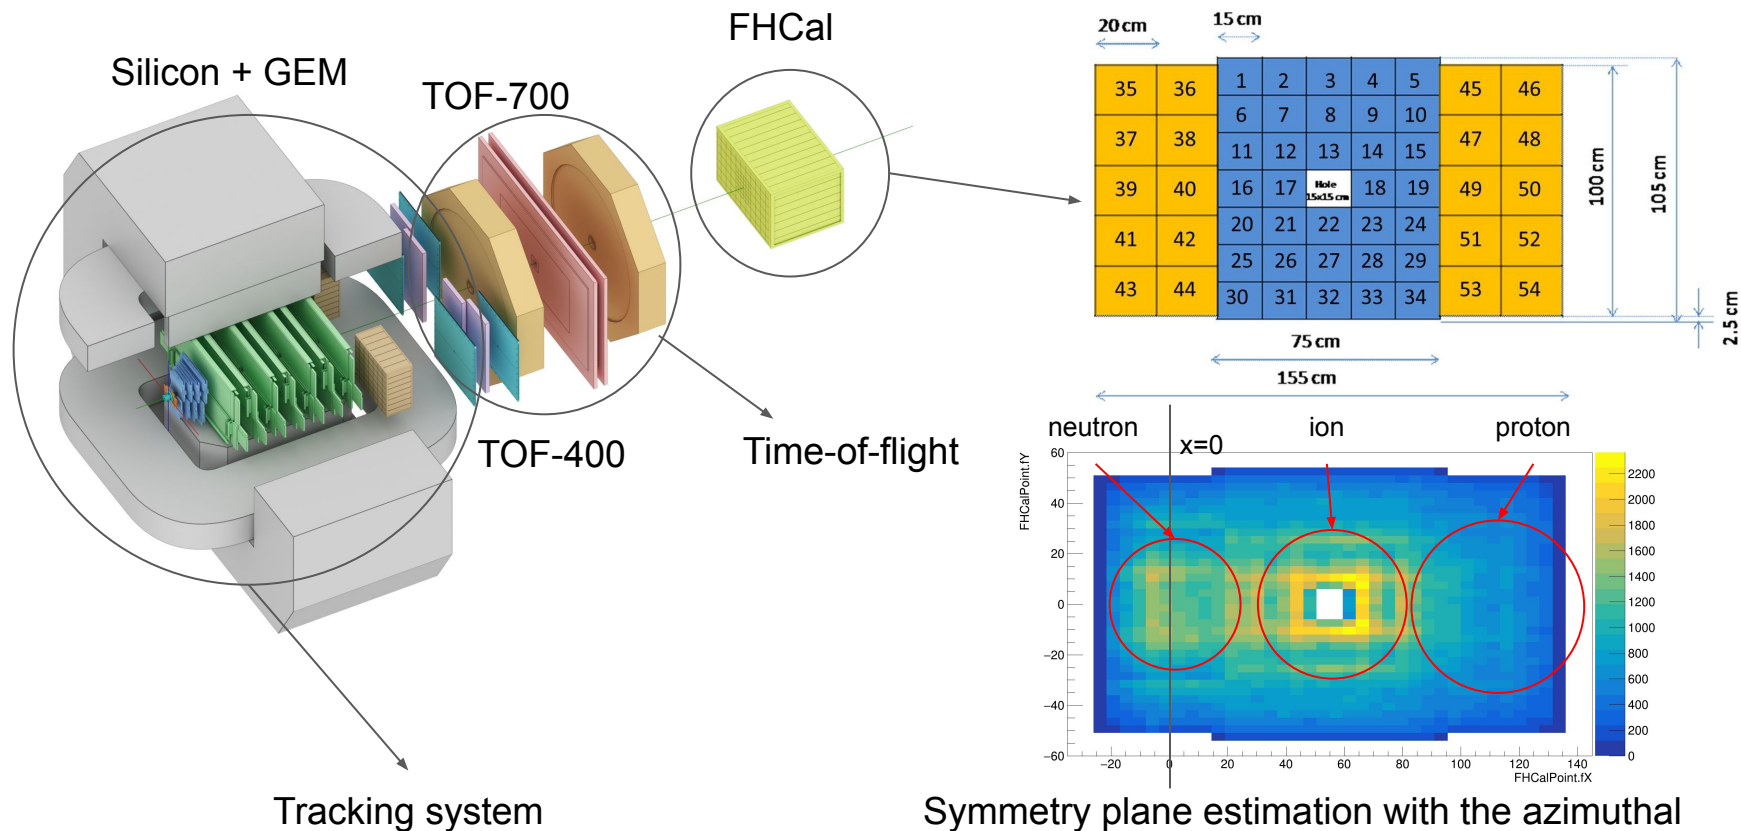 FHCal
Silicon + GEM
TOF-700
TOF-400
Time-of-flight
Tracking system
20 cm
15 cm
35 36 1 2 3 4 5 45 46
6 7 8 9 10
37 38 11 12 13 14 15 47 48
39 40 16 17 Hole 18 19 49 50
15x15 cm
41 42 20 21 22 23 24 51 52
25 26 27 28 29
43 44 30 31 32 33 34 53 54
100 cm
105 cm
2.5 cm
75 cm
155 cm
neutron
x=0
ion
proton
FHCalPoint.fY
60
40
20
0
−20
−40
−60
−20 0 20 40 60 80 100 120 140
FHCalPoint.fX
2200
2000
1800
1600
1400
1200
1000
800
600
400
200
0
Symmetry plane estimation with the azimuthal